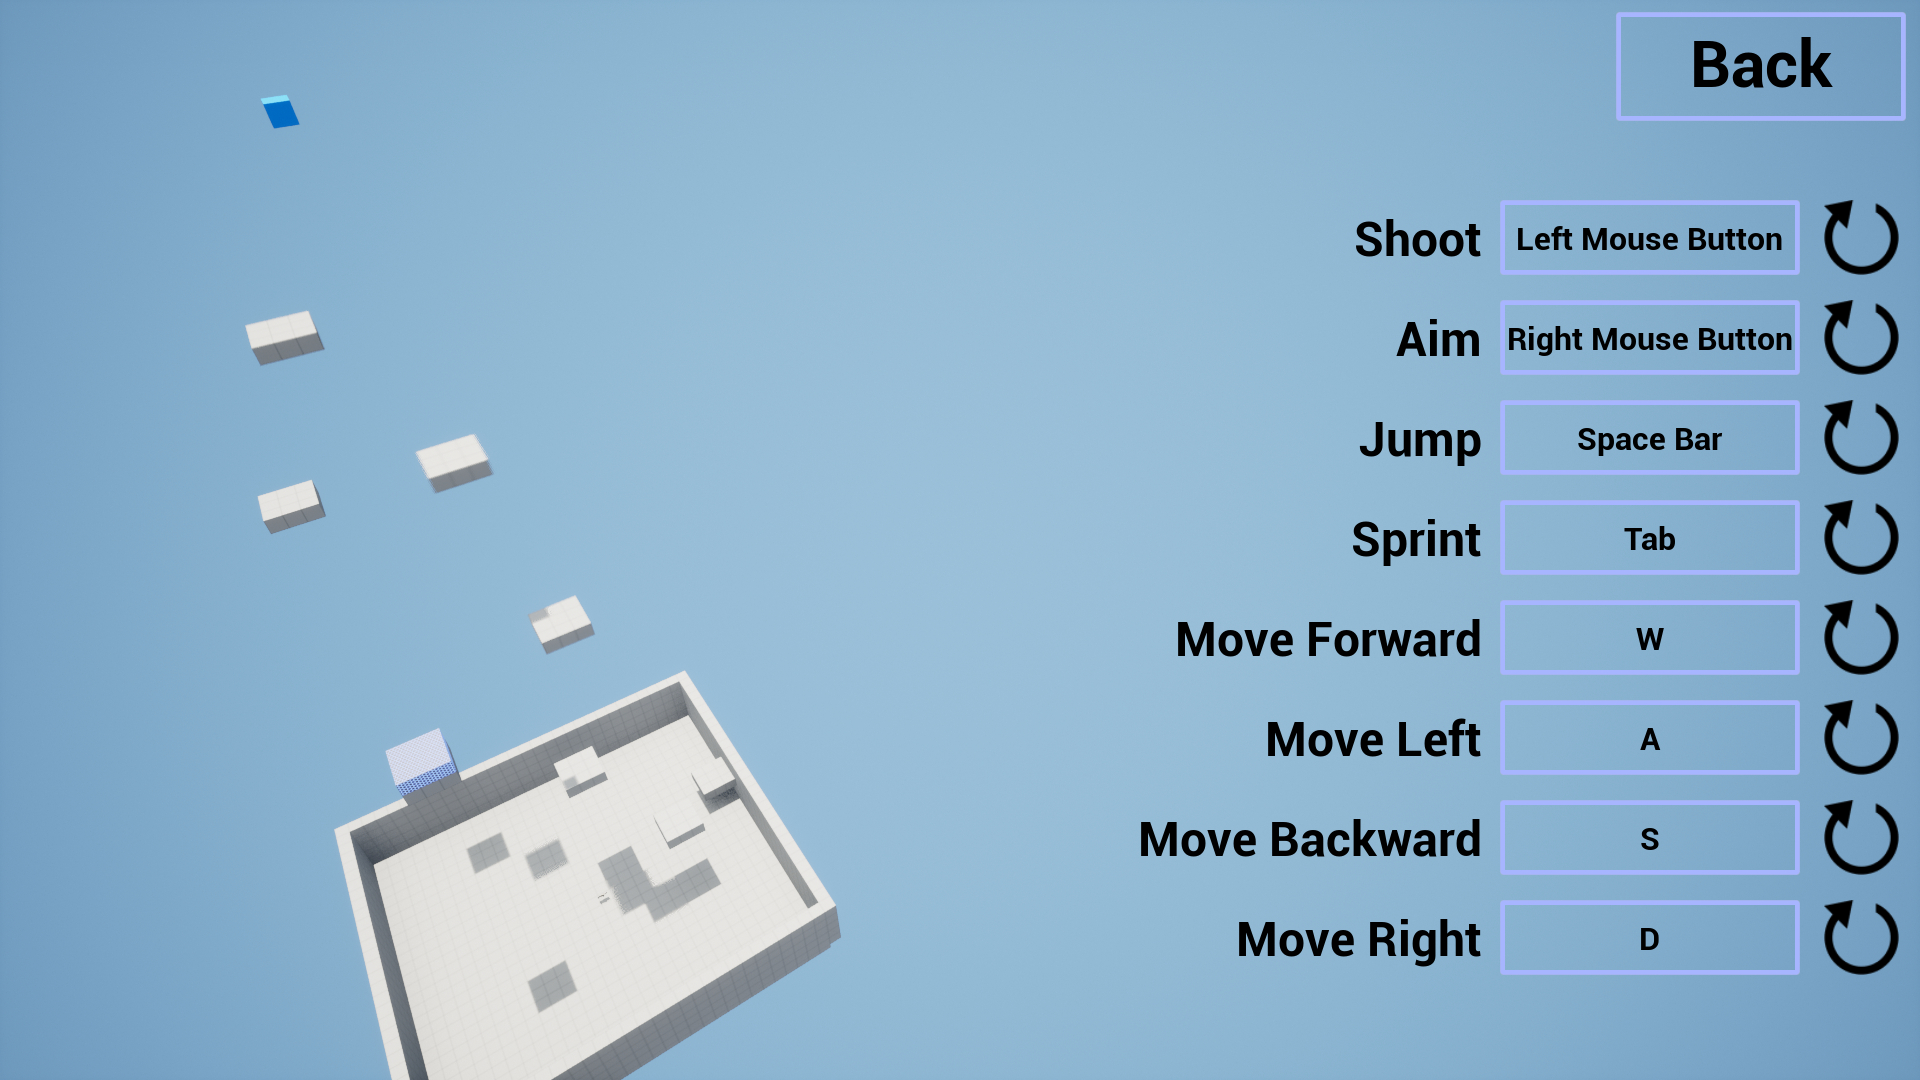 Back
Shoot Left Mouse Button
Aim Right Mouse Button
Jump Space Bar
Sprint Tab
Move Forward W
Move Left A
Move Backward S
Move Right D